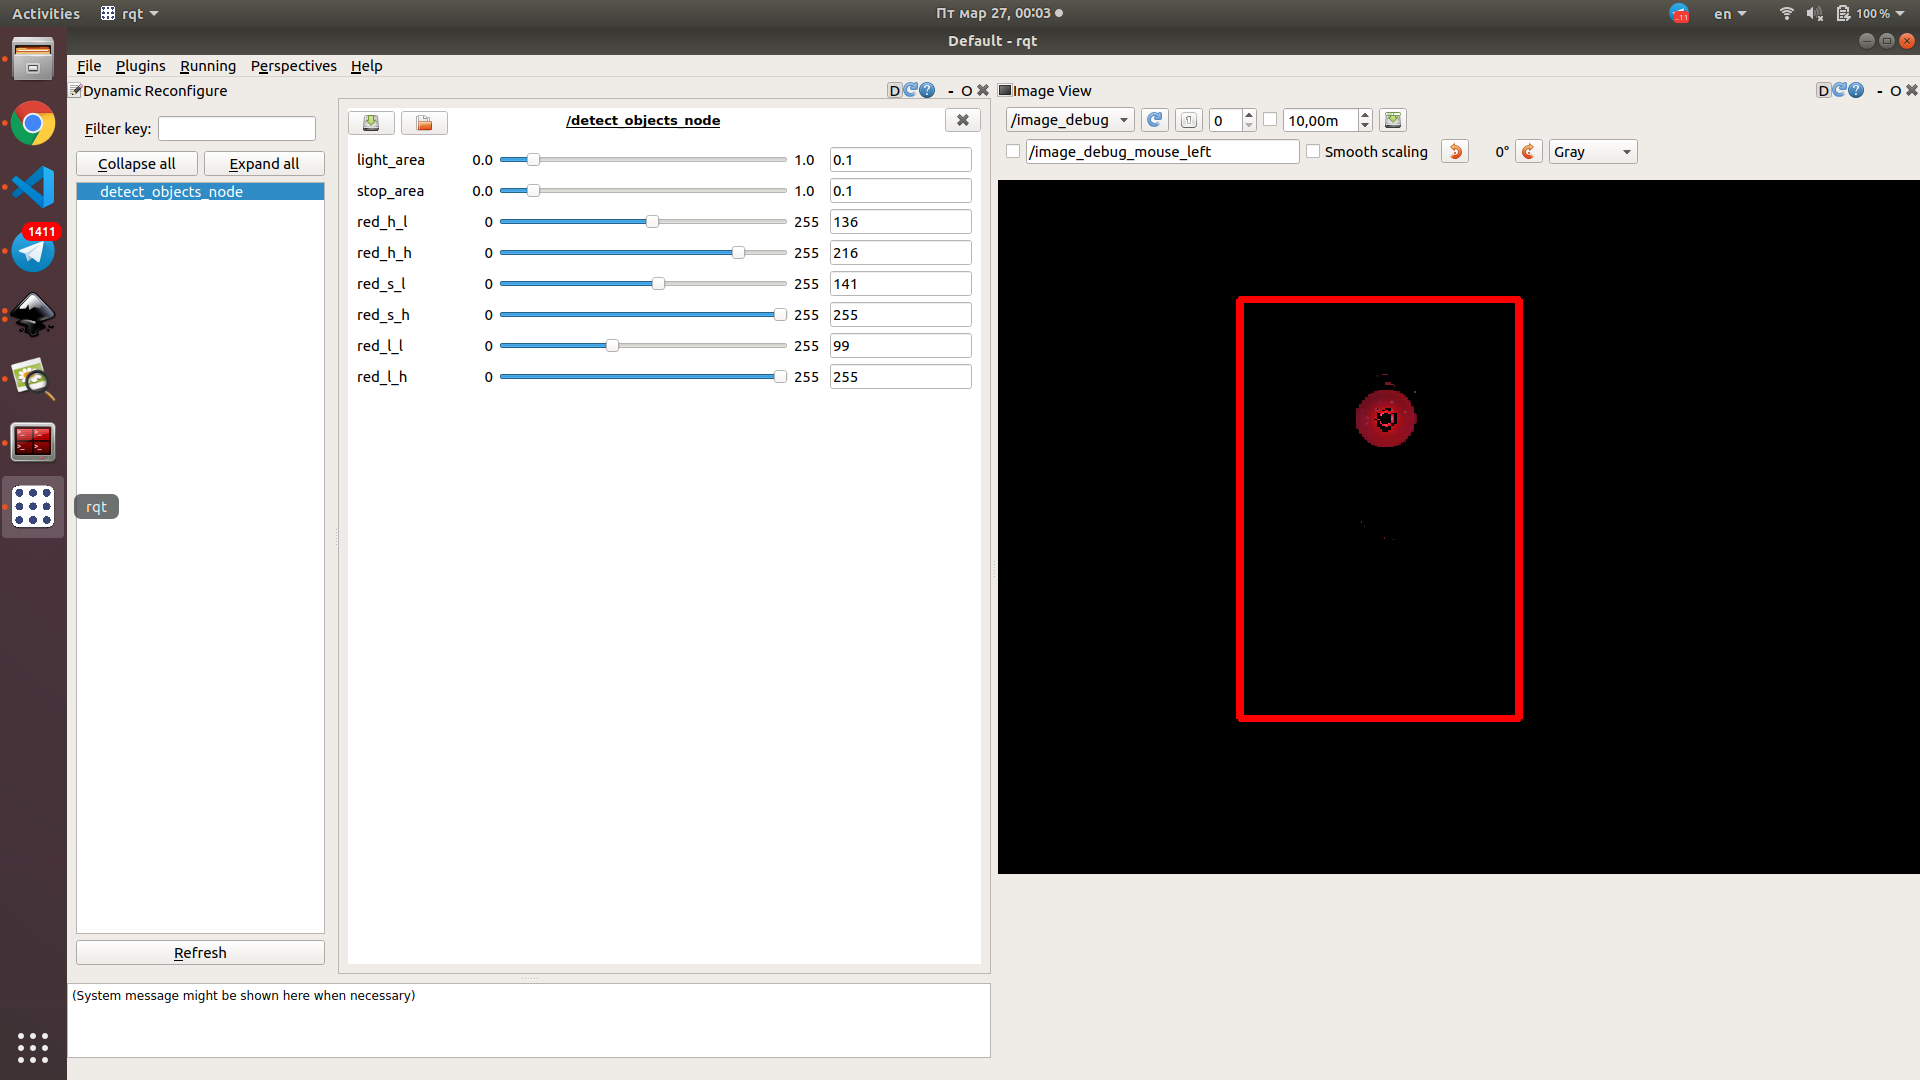 Activities rqt Пт мар 27, 00:03 11 en 100 %
Default - rqt
File Plugins Running Perspectives Help
Dynamic Reconfigure D - O
Filter key:
Collapse all Expand all
detect_objects_node
Refresh
/detect_objects_node
light_area 0.0 1.0 0.1
stop_area 0.0 1.0 0.1
red_h_l 0 255 136
red_h_h 0 255 216
red_s_l 0 255 141
red_s_h 0 255 255
red_l_l 0 255 99
red_l_h 0 255 255
(System message might be shown here when necessary)
Image View D - O
/image_debug 0 10,00m
/image_debug_mouse_left Smooth scaling 0° Gray
1411
rqt